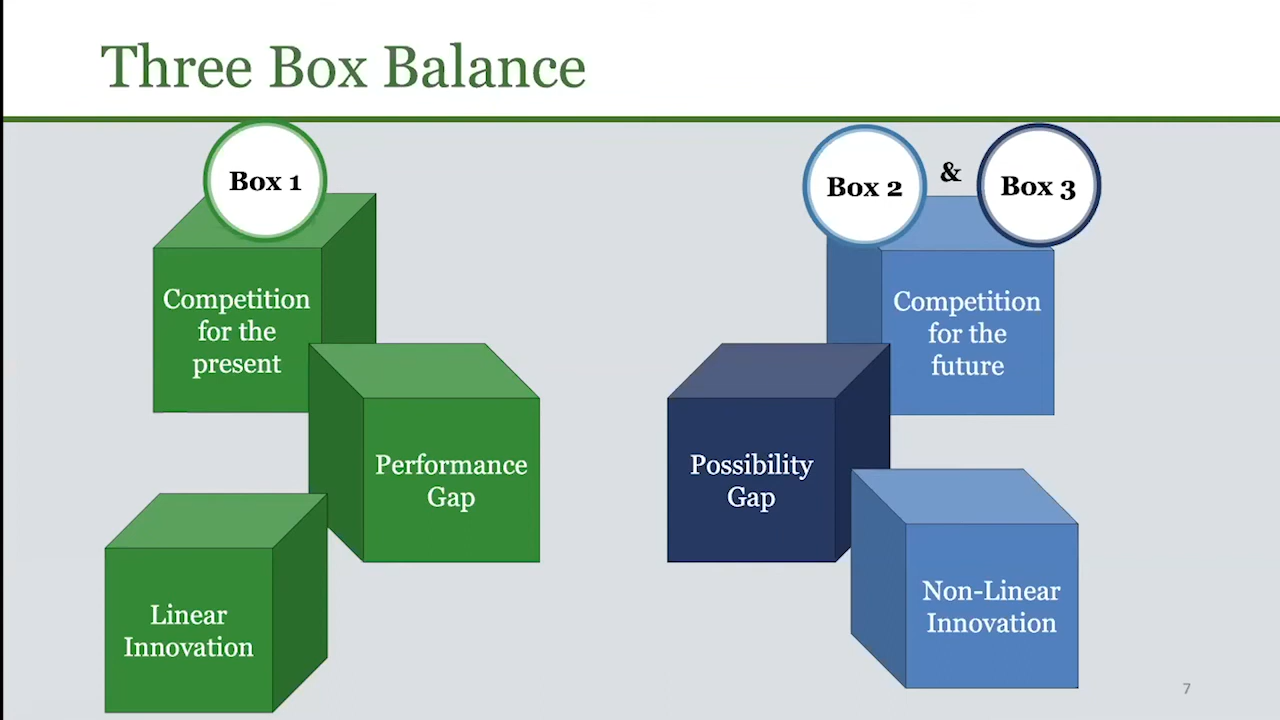 Three Box Balance
Box 1
Competition
for the
present
Performance
Gap
Linear
Innovation
Box 2
&
Box 3
Competition
for the
future
Possibility
Gap
Non-Linear
Innovation
7